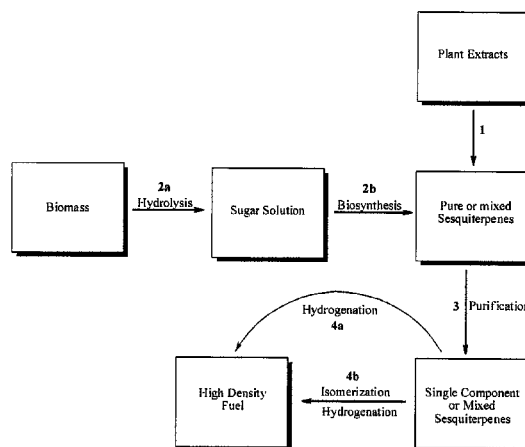 Plant Extracts
1
2a
Hydrolysis
2b
Biosynthesis
Biomass
Sugar Solution
Pure or mixed
Sesquiterpenes
3 Purification
Hydrogenation
4a
4b
Isomerization
Hydrogenation
High Density
Fuel
Single Component
or Mixed
Sesquiterpenes